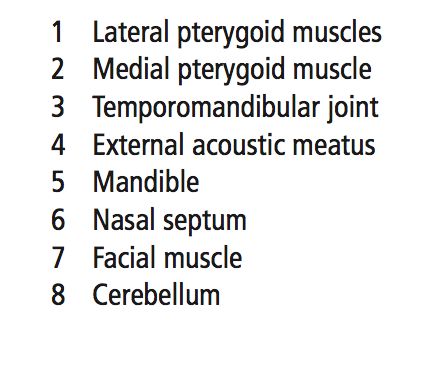 1 Lateral pterygoid muscles
2 Medial pterygoid muscle
3 Temporomandibular joint
4 External acoustic meatus
5 Mandible
6 Nasal septum
7 Facial muscle
8 Cerebellum